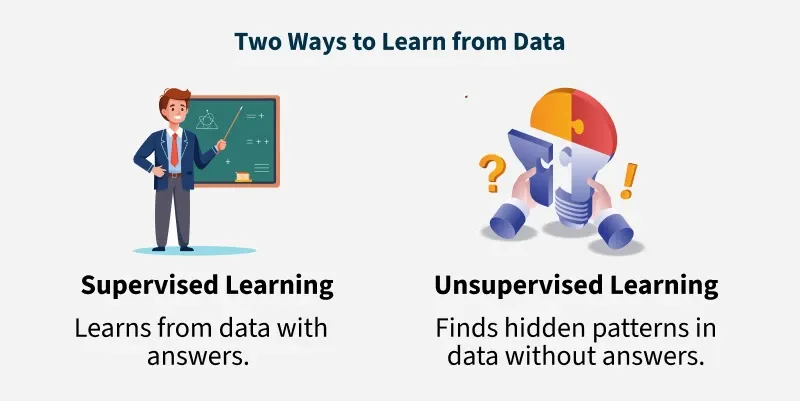 Two Ways to Learn from Data
= +
= + +
+
? !
Supervised Learning
Learns from data with
answers.
Unsupervised Learning
Finds hidden patterns in
data without answers.